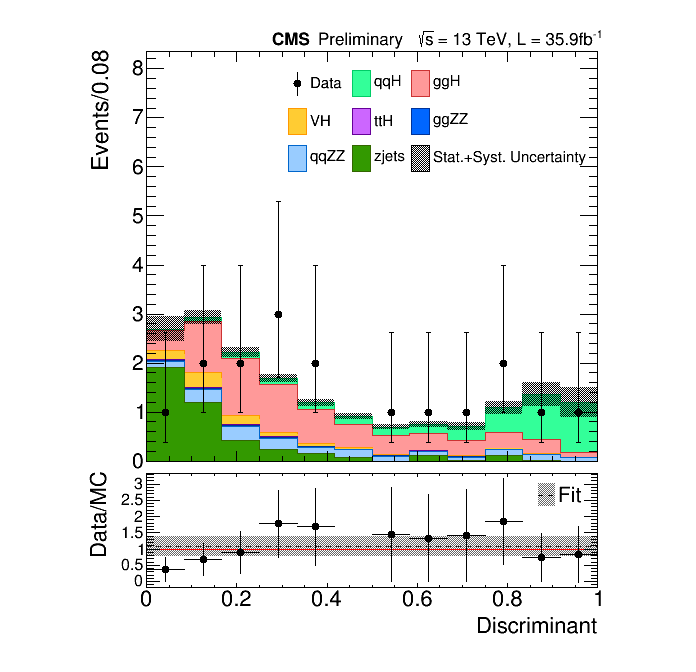 CMS Preliminary √s = 13 TeV, L = 35.9fb⁻¹
Events/0.08
8
7
6
5
4
3
2
1
0
Data qqH ggH
VH ttH ggZZ
qqZZ zjets Stat.+Syst. Uncertainty
Data/MC
3
2.5
2
1.5
1
0.5
0
Fit
0 0.2 0.4 0.6 0.8 1
Discriminant